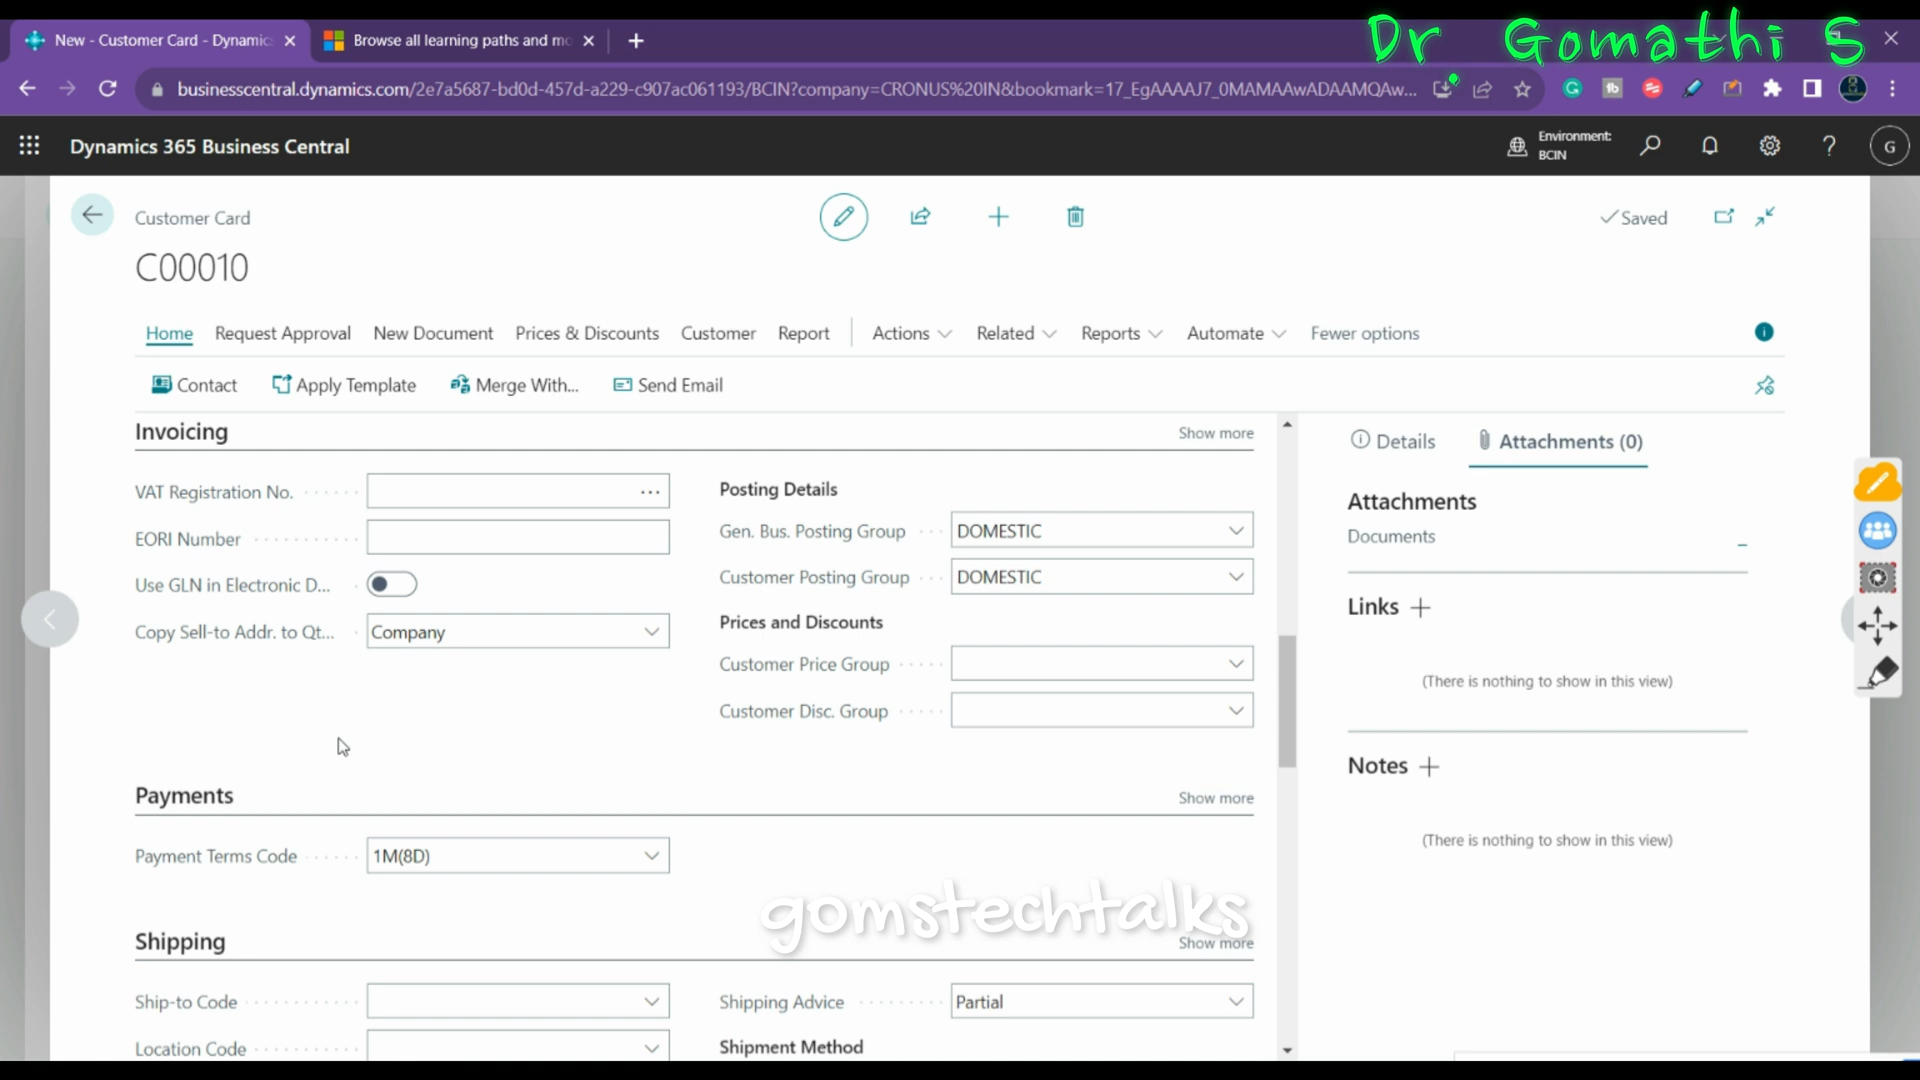 Dr Gomathi S
New - Customer Card - Dynamic
Browse all learning paths and mo
businesscentral.dynamics.com/2e7a5687-bd0d-457d-a229-c907ac061193/BCIN?company=CRONUS%20IN&bookmark=17_EgAAAAJ7_0MAMAAwADAAMQAw...
Dynamics 365 Business Central
Environment:
BCIN
G
Customer Card
Saved
C00010
Home Request Approval New Document Prices & Discounts Customer Report Actions Related Reports Automate Fewer options
Contact Apply Template Merge With... Send Email
Invoicing
Show more
VAT Registration No.
EORI Number
Use GLN in Electronic D...
Copy Sell-to Addr. to Qt... Company
Posting Details
Gen. Bus. Posting Group DOMESTIC
Customer Posting Group DOMESTIC
Prices and Discounts
Customer Price Group
Customer Disc. Group
Payments
Show more
Payment Terms Code 1M(8D)
gomstechtalks
Shipping
Show more
Ship-to Code
Location Code
Shipping Advice Partial
Shipment Method
Details Attachments (0)
Attachments
Documents
Links
(There is nothing to show in this view)
Notes
(There is nothing to show in this view)